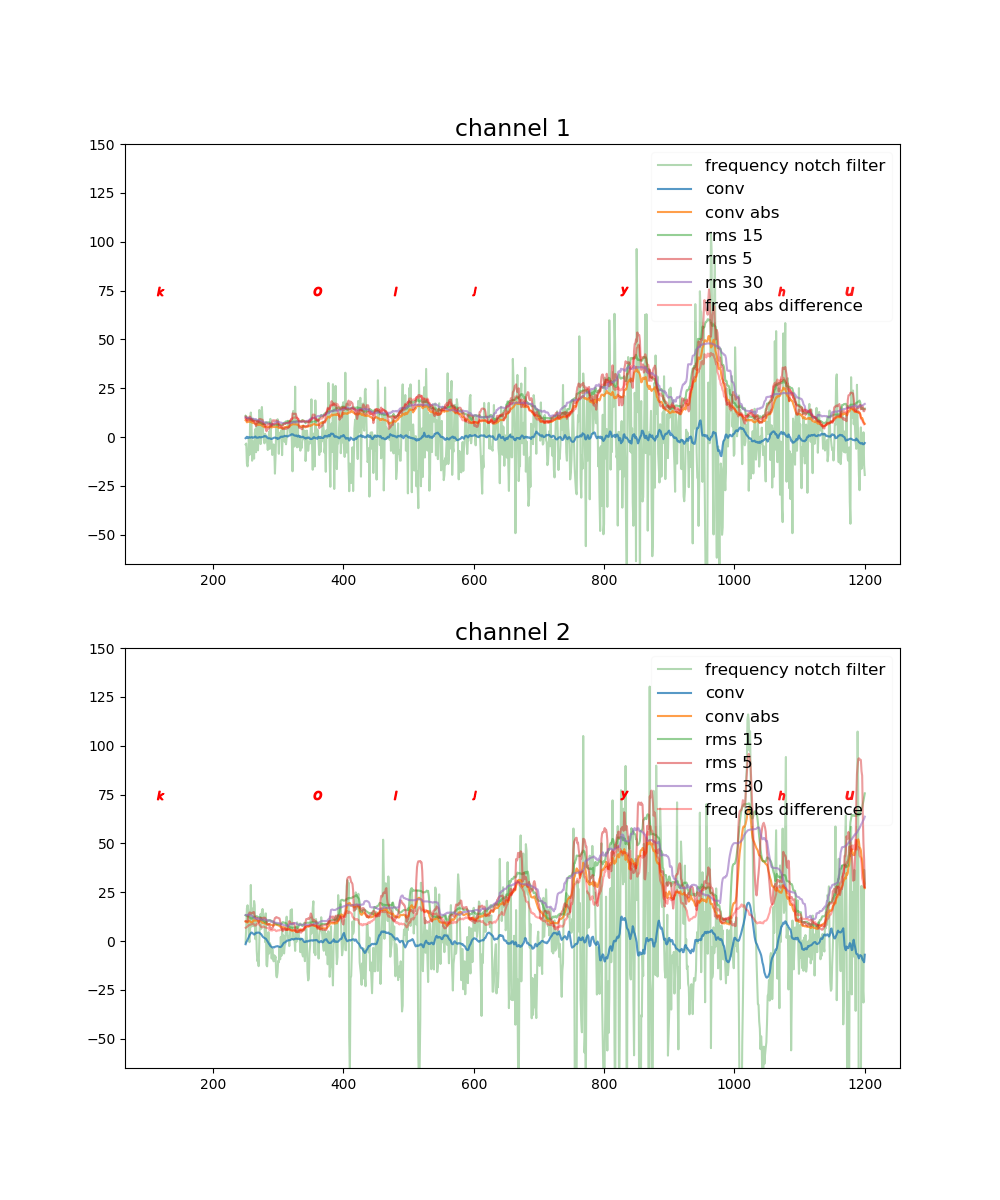 channel 1
150
125
100
75
50
25
0
−25
−50
frequency notch filter
conv
conv abs
rms 15
rms 5
rms 30
freq abs difference
k o l j y h u
200 400 600 800 1000 1200
channel 2
150
125
100
75
50
25
0
−25
−50
frequency notch filter
conv
conv abs
rms 15
rms 5
rms 30
freq abs difference
k o l j y h u
200 400 600 800 1000 1200